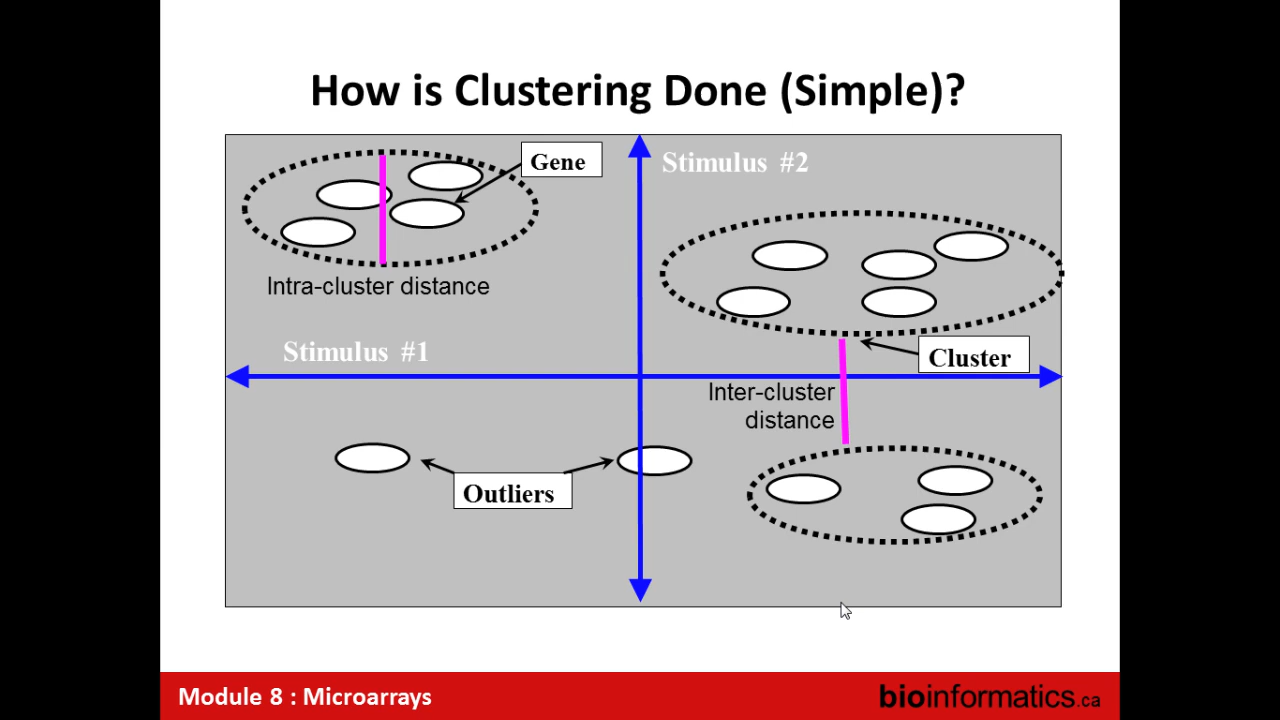 How is Clustering Done (Simple)?
Gene
Stimulus #2
Intra-cluster distance
Stimulus #1
Cluster
Inter-cluster
distance
Outliers
Module 8 : Microarrays
bioinformatics.ca